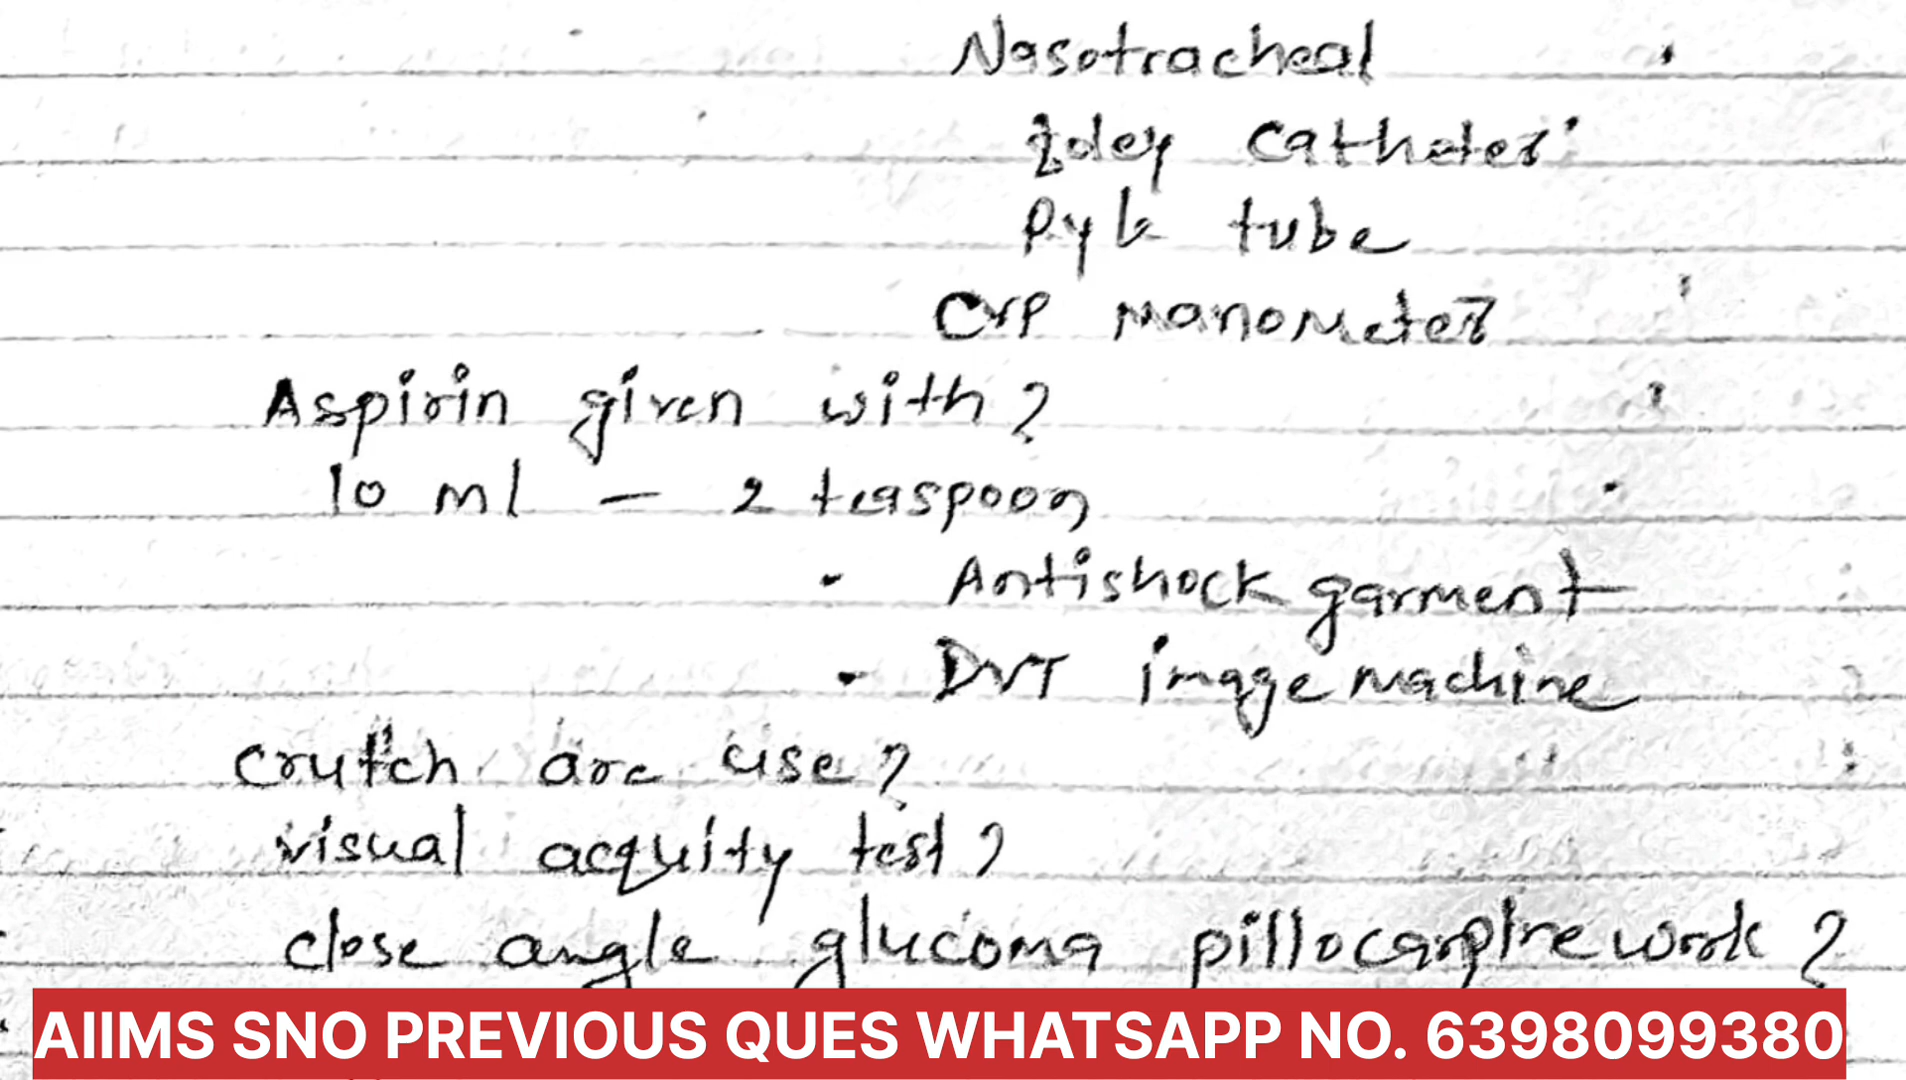 Nasotracheal
foley catheter
Ryle tube
CVP manometer
Aspirin given with?
10 ml — 2 teaspoon
- Antishock garment
- DVT image machine
crutch are use?
visual acquity test?
close angle glucoma pillocarpine work?
AIIMS SNO PREVIOUS QUES WHATSAPP NO. 6398099380